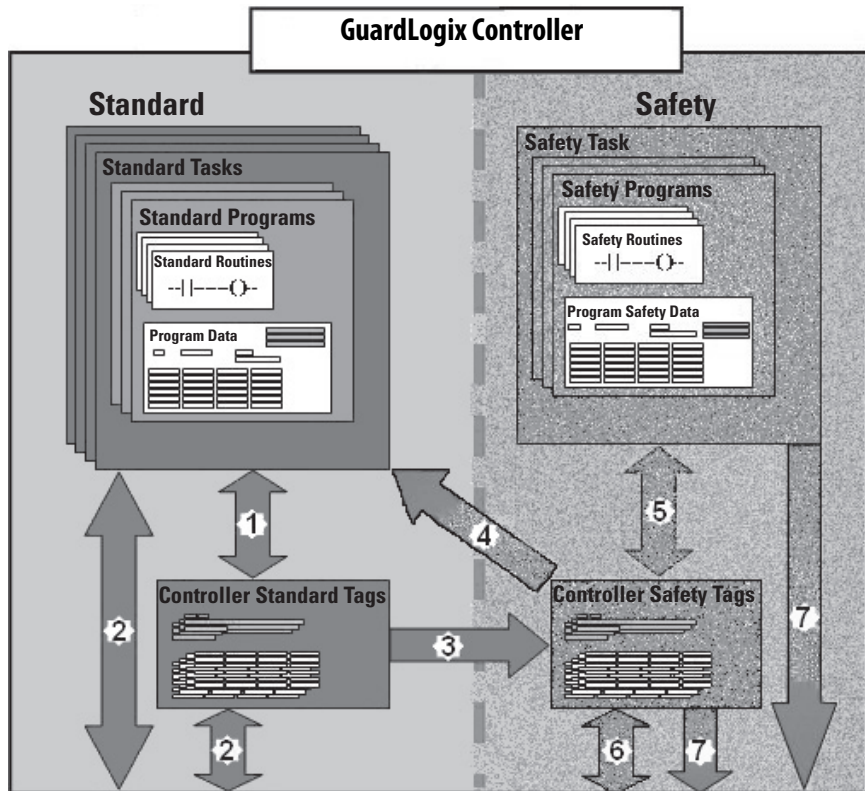 GuardLogix Controller
Standard
Safety
Standard Tasks
Standard Programs
Standard Routines
Program Data
Safety Task
Safety Programs
Safety Routines
Program Safety Data
1
2
3
4
5
7
Controller Standard Tags
Controller Safety Tags
2
6
7